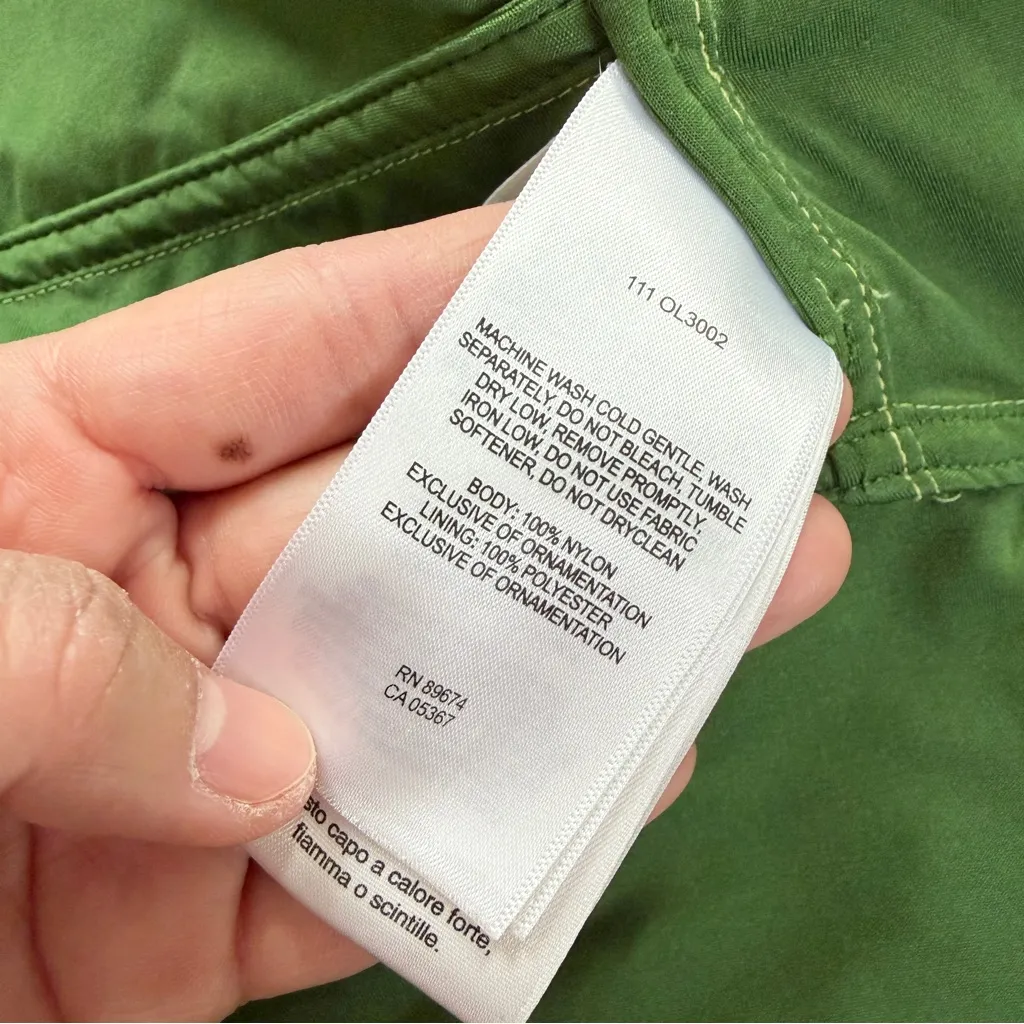 111 OL3002
MACHINE WASH COLD GENTLE, WASH
SEPARATELY, DO NOT BLEACH, TUMBLE
DRY LOW, REMOVE PROMPTLY,
IRON LOW, DO NOT USE FABRIC
SOFTENER, DO NOT DRYCLEAN
BODY: 100% NYLON
EXCLUSIVE OF ORNAMENTATION
LINING: 100% POLYESTER
EXCLUSIVE OF ORNAMENTATION
RN 89674
CA 05367
sto capo a calore forte,
fiamma o scintille.